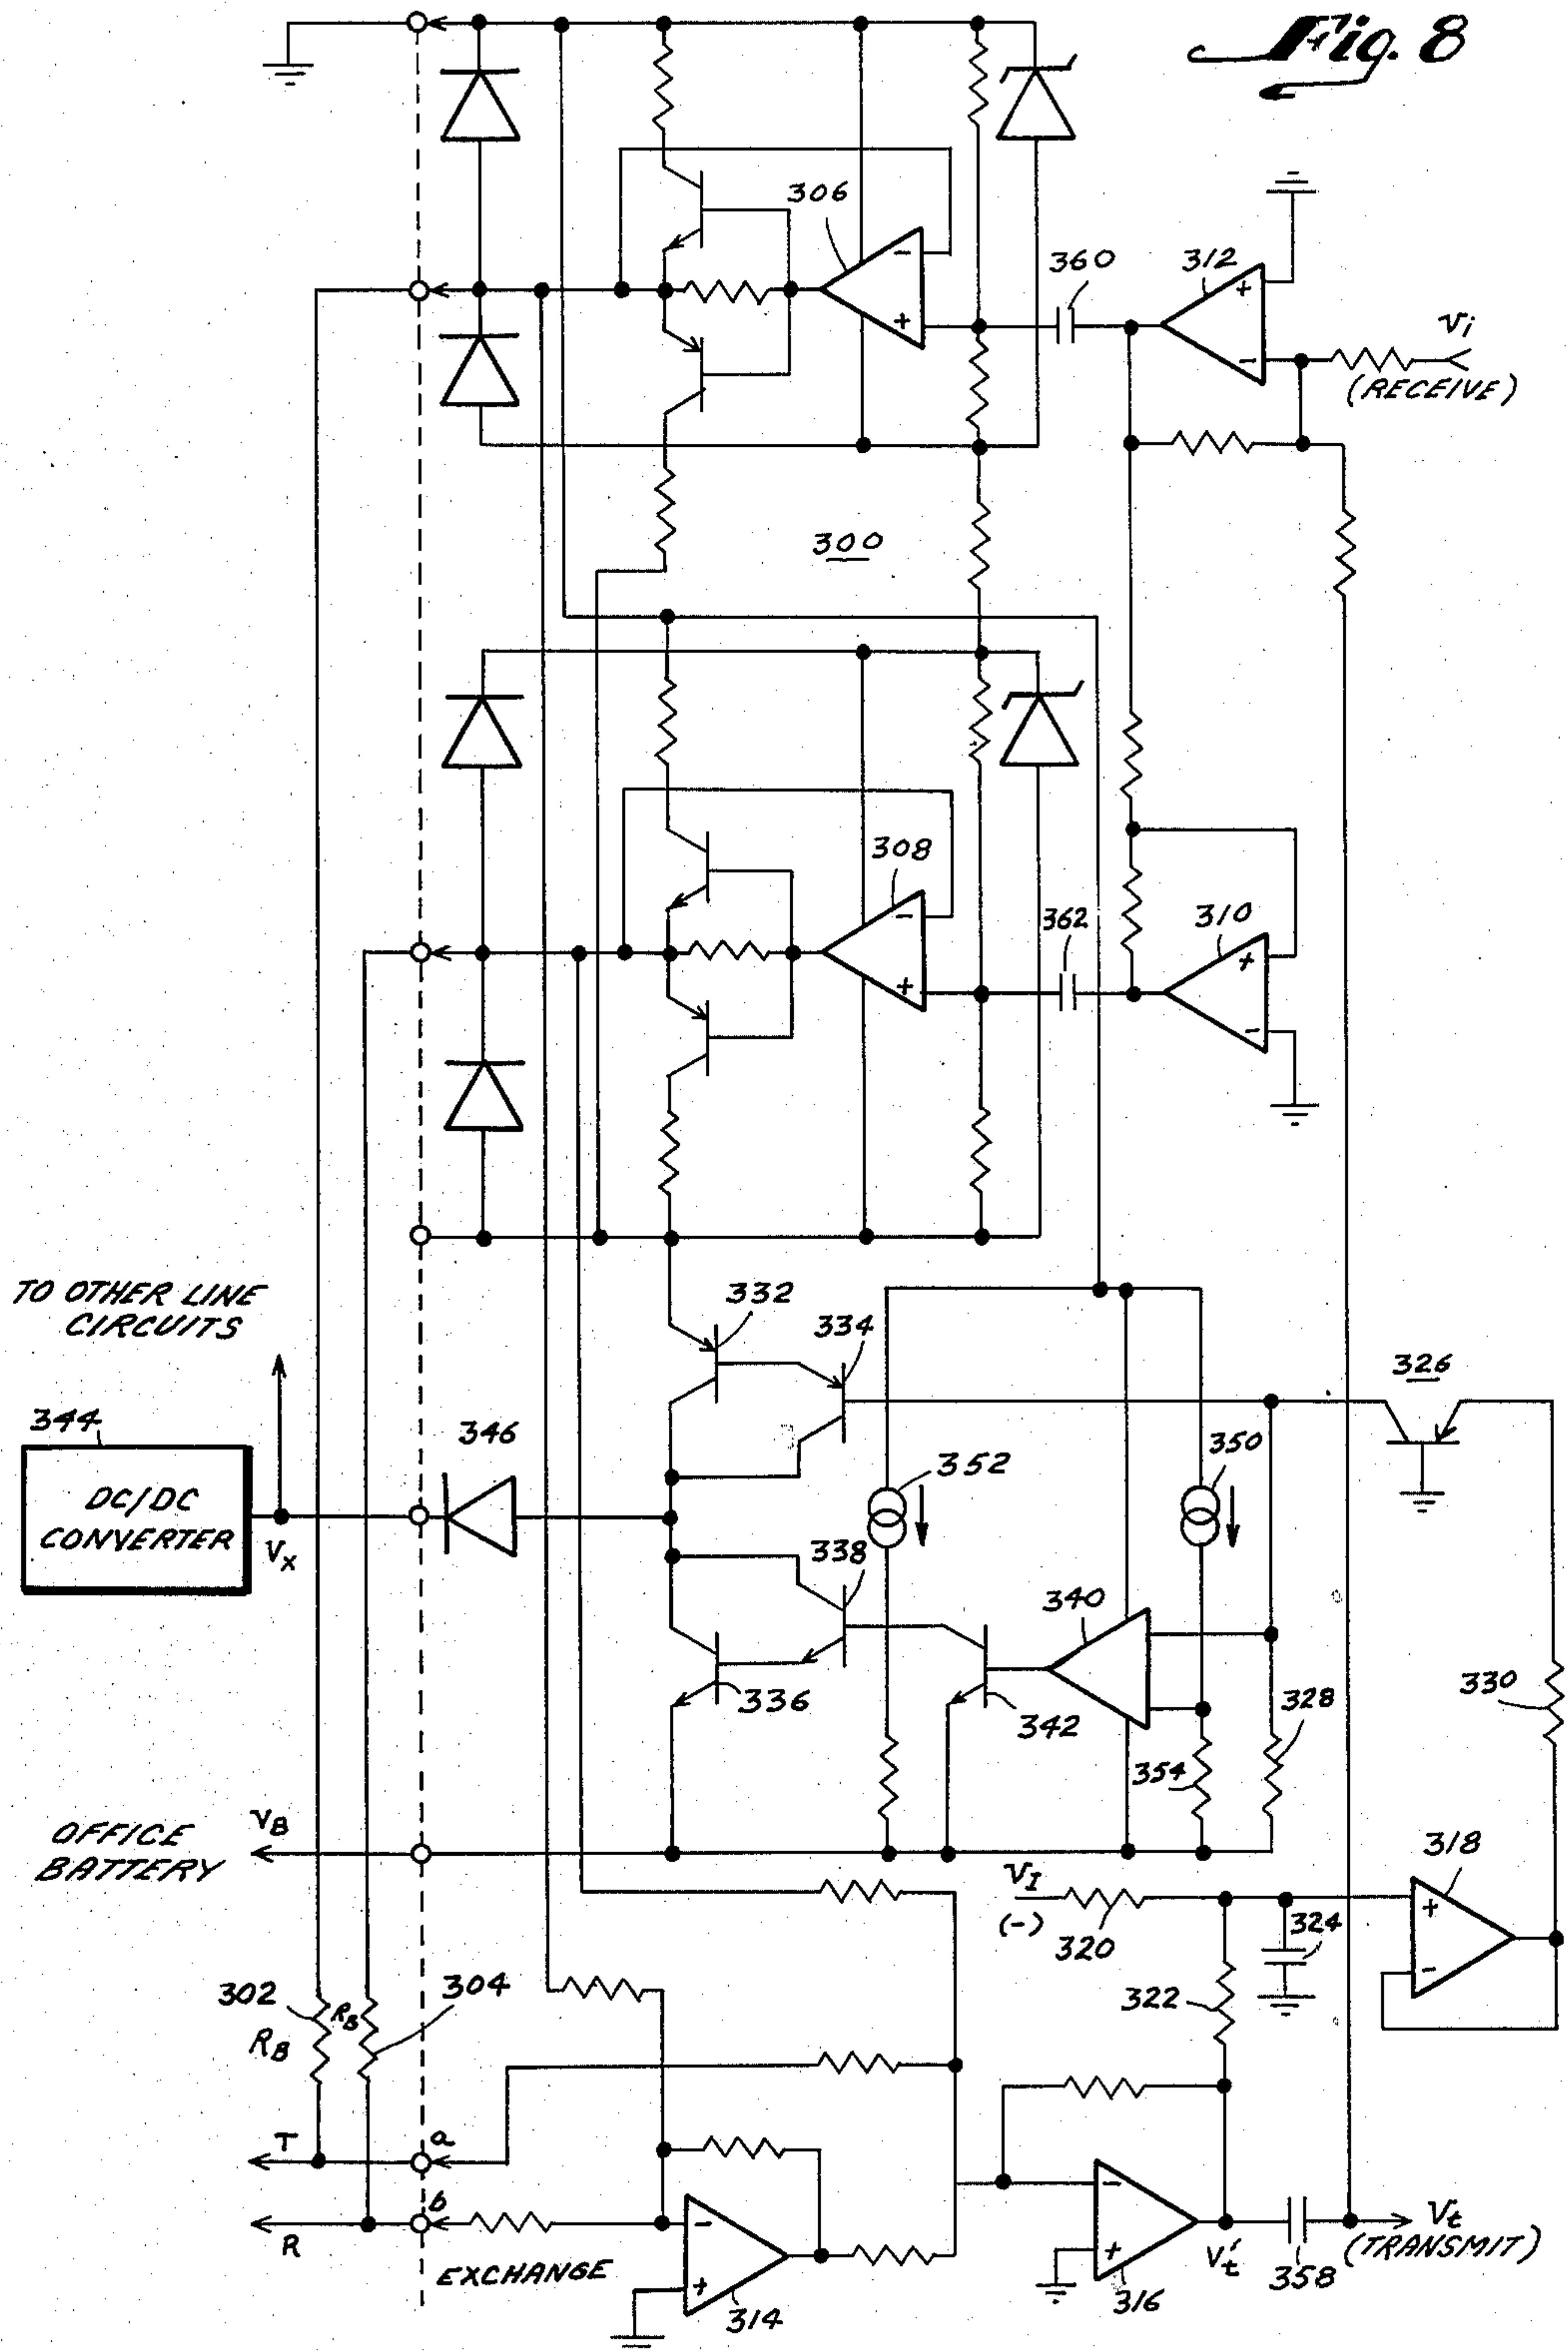 Fig. 8
306
360
312
+
-
-
+
vi
(RECEIVE)
300
308
-
+
362
310
+
-
TO OTHER LINE
CIRCUITS
332
334
326
344
346
352
350
DC/DC
CONVERTER
Vx
338
340
336
342
328
330
354
VB
OFFICE
BATTERY
VI
(-)
320
324
318
+
-
322
302
RB
304
RB
T
a
b
R
EXCHANGE
-
+
314
-
+
316
Vt'
358
Vt
(TRANSMIT)